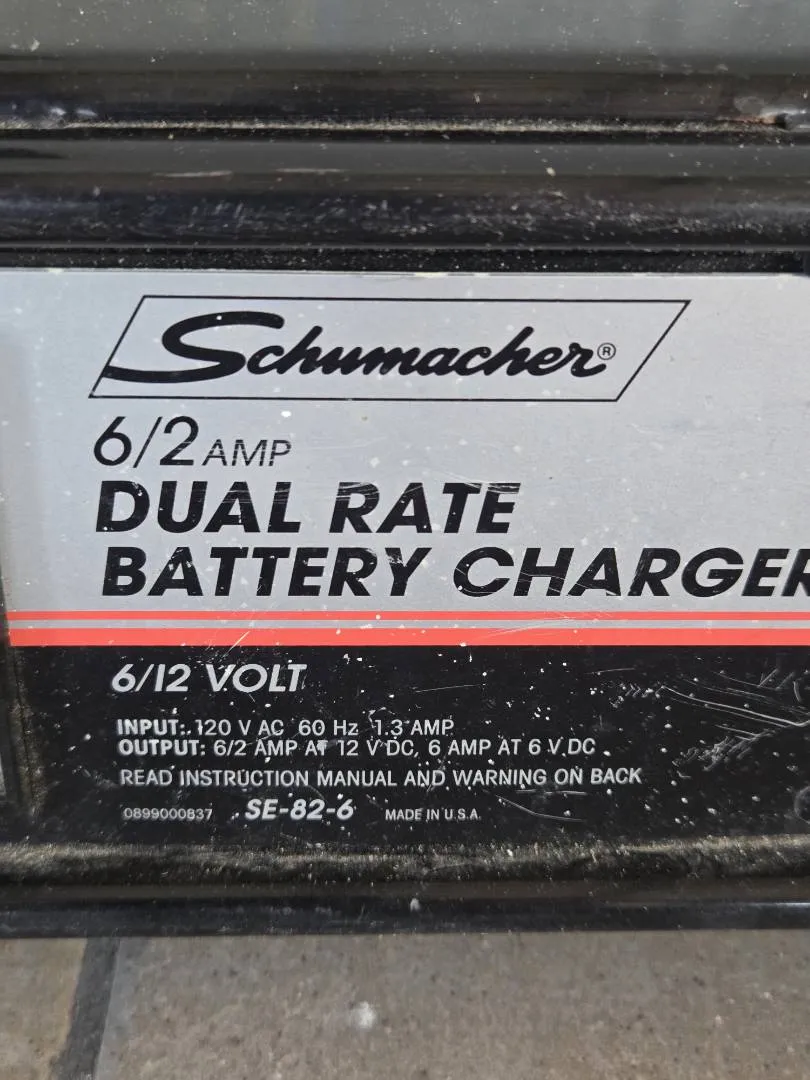 Schumacher®
6/2 AMP
DUAL RATE
BATTERY CHARGER
6/12 VOLT
INPUT: 120 V AC 60 Hz 1.3 AMP
OUTPUT: 6/2 AMP AT 12 V DC, 6 AMP AT 6 V DC
READ INSTRUCTION MANUAL AND WARNING ON BACK
0899000837 SE-82-6 MADE IN U.S.A.